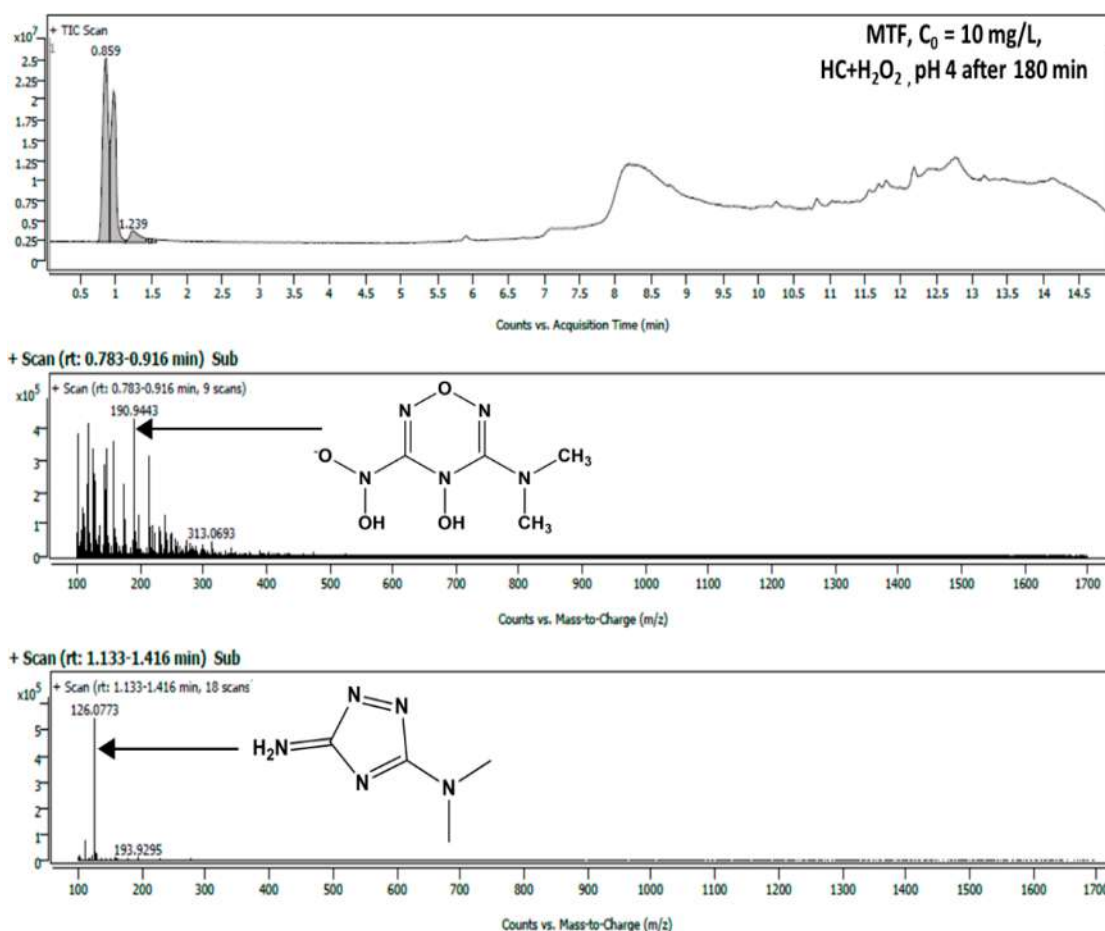 + TIC Scan
1
x10⁷
MTF, C₀ = 10 mg/L,
HC+H₂O₂ , pH 4 after 180 min
0.859
1.239
2.5
2.25
2
1.75
1.5
1.25
1
0.75
0.5
0.25
0
0.5 1 1.5 2 2.5 3 3.5 4 4.5 5 5.5 6 6.5 7 7.5 8 8.5 9 9.5 10 10.5 11 11.5 12 12.5 13 13.5 14 14.5
Counts vs. Acquisition Time (min)
+ Scan (rt: 0.783-0.916 min) Sub
x10⁵
+ Scan (rt: 0.783-0.916 min, 9 scans)
190.9443
313.0693
4
3
2
1
0
O
N N
⁻O
N N N CH₃
OH OH CH₃
100 200 300 400 500 600 700 800 900 1000 1100 1200 1300 1400 1500 1600 1700
Counts vs. Mass-to-Charge (m/z)
+ Scan (rt: 1.133-1.416 min) Sub
x10⁵
+ Scan (rt: 1.133-1.416 min, 18 scans
126.0773
193.9295
5
4
3
2
1
0
N N
H₂N
N N
100 200 300 400 500 600 700 800 900 1000 1100 1200 1300 1400 1500 1600 1700
Counts vs. Mass-to-Charge (m/z)